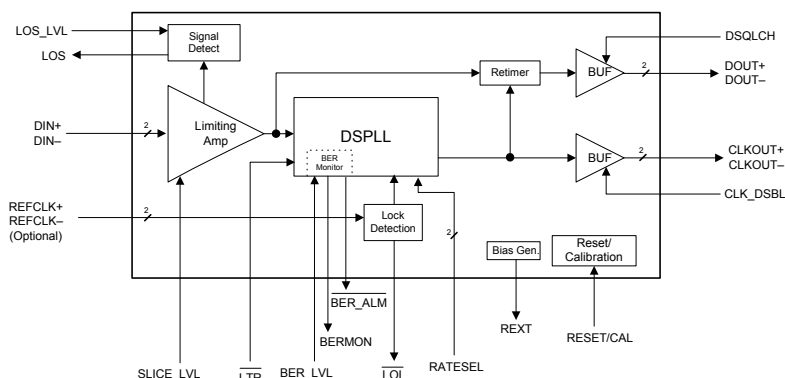 LOS_LVL
LOS
Signal
Detect
DSQLCH
Retimer
BUF
2
DOUT+
DOUT–
DIN+
DIN–
2
Limiting
Amp
DSPLL
BER
Monitor
BUF
2
CLKOUT+
CLKOUT–
CLK_DSBL
REFCLK+
REFCLK–
(Optional)
2
Lock
Detection
2
Bias Gen.
Reset/
Calibration
BER_ALM
BERMON
REXT
RESET/CAL
SLICE_LVL
LTR
BER_LVL
LOL
RATESEL